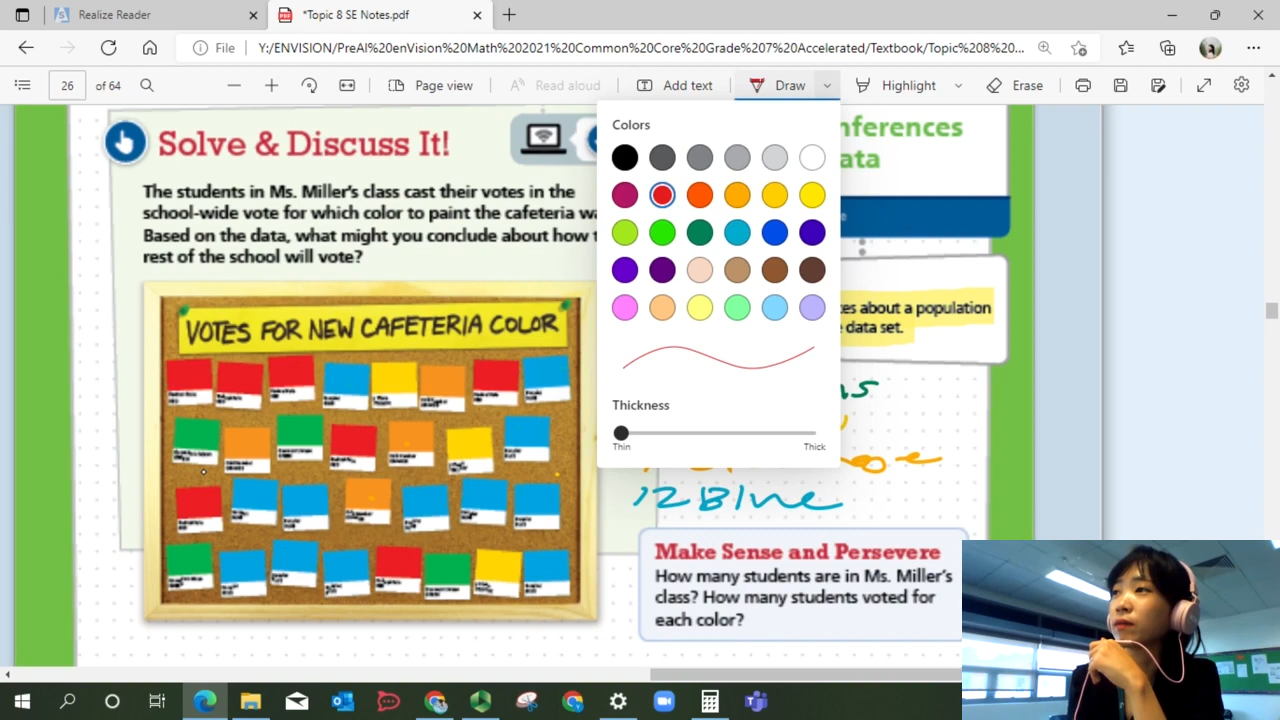 Realize Reader
*Topic 8 SE Notes.pdf
File
Y:/ENVISION/PreAI%20enVision%20Math%202021%20Common%20Core%20Grade%207%20Accelerated/Textbook/Topic%208%20...
26 of 64
Page view
Read aloud
Add text
Draw
Highlight
Erase
Solve & Discuss It!
The students in Ms. Miller's class cast their votes in the
school-wide vote for which color to paint the cafeteria wa
Based on the data, what might you conclude about how t
rest of the school will vote?
VOTES FOR NEW CAFETERIA COLOR
Colors
Thickness
Thin
Thick
nferences
ata
es about a population
data set.
12 Blue
Make Sense and Persevere
How many students are in Ms. Miller's
class? How many students voted for
each color?